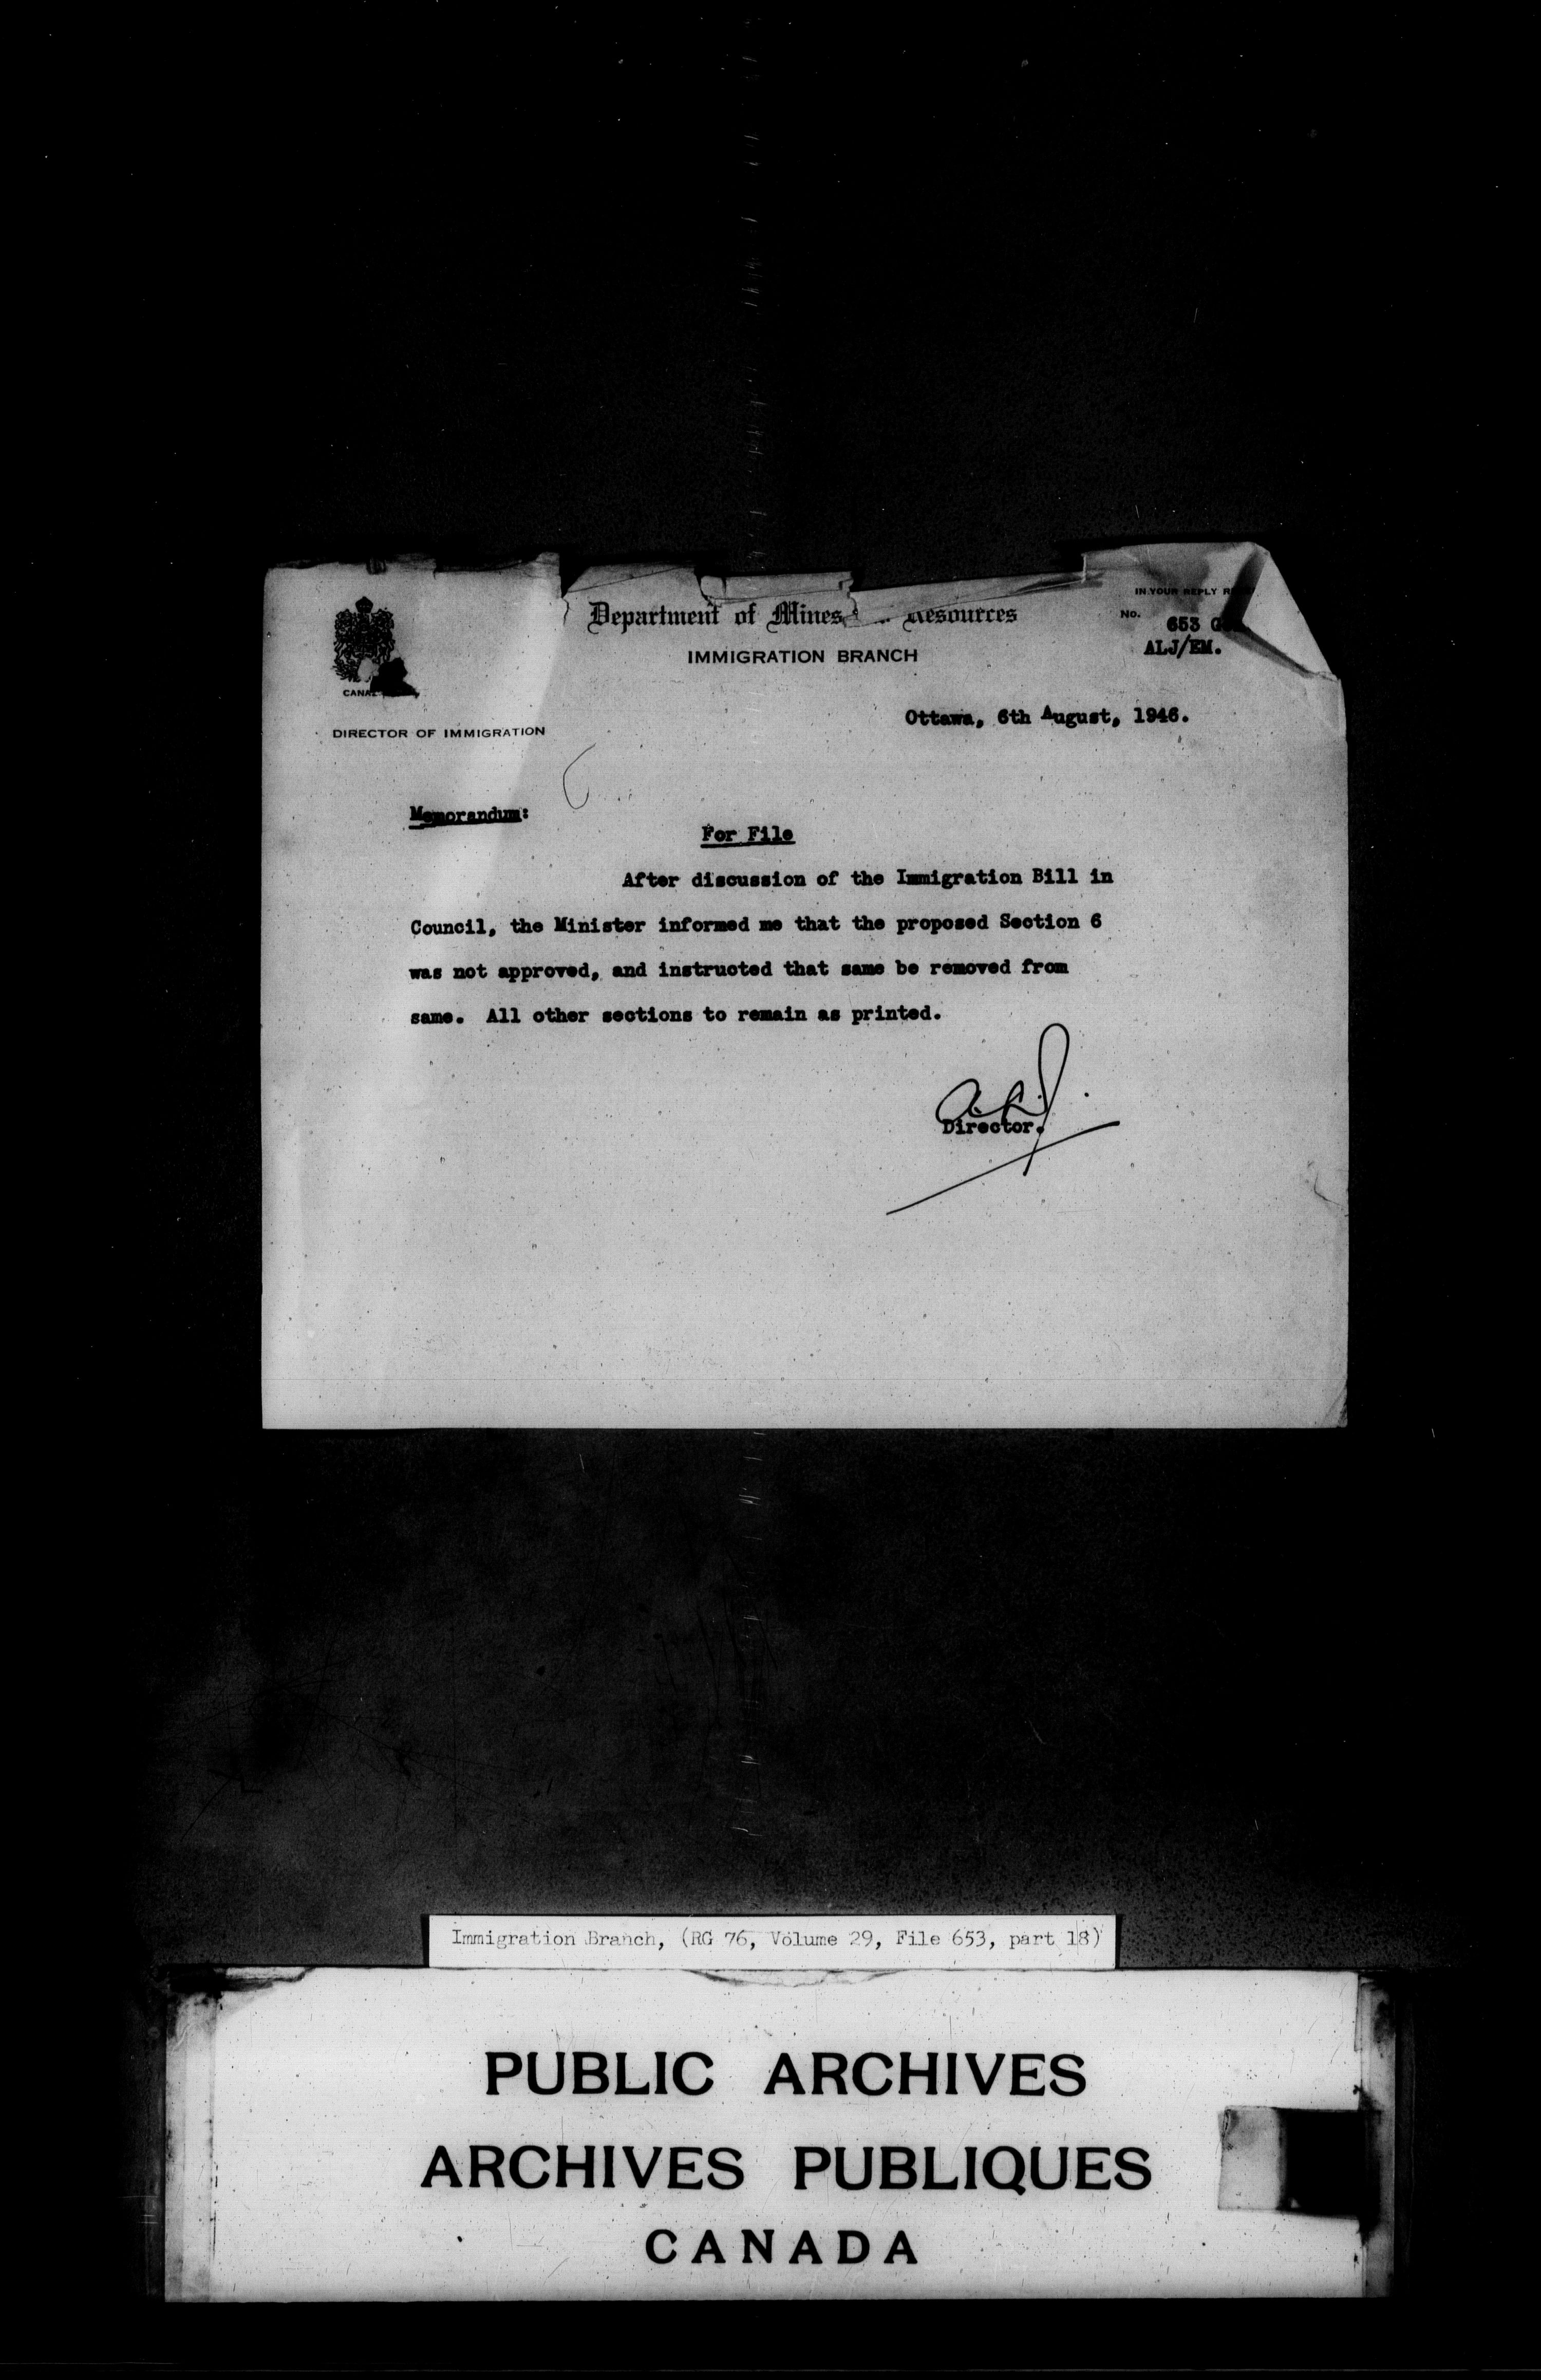 Department of Mines Resources
IMMIGRATION BRANCH
IN YOUR REPLY
No. 653
ALJ/EM.
CANADA
DIRECTOR OF IMMIGRATION
Ottawa, 6th August, 1946.
Memorandum:
For File
After discussion of the Immigration Bill in
Council, the Minister informed me that the proposed Section 6
was not approved, and instructed that same be removed from
same. All other sections to remain as printed.
Director.
Immigration Branch, (RG 76, Volume 29, File 653, part 18)
PUBLIC ARCHIVES
ARCHIVES PUBLIQUES
CANADA